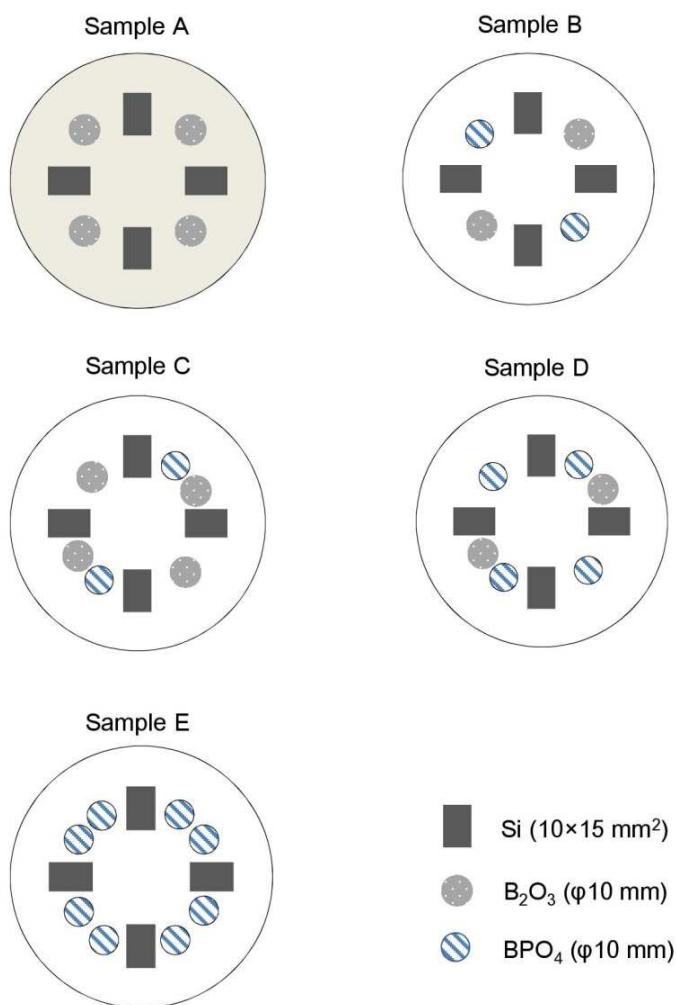 Sample A
Sample B
Sample C
Sample D
Sample E
Si (10×15 mm²)
B₂O₃ (φ10 mm)
BPO₄ (φ10 mm)